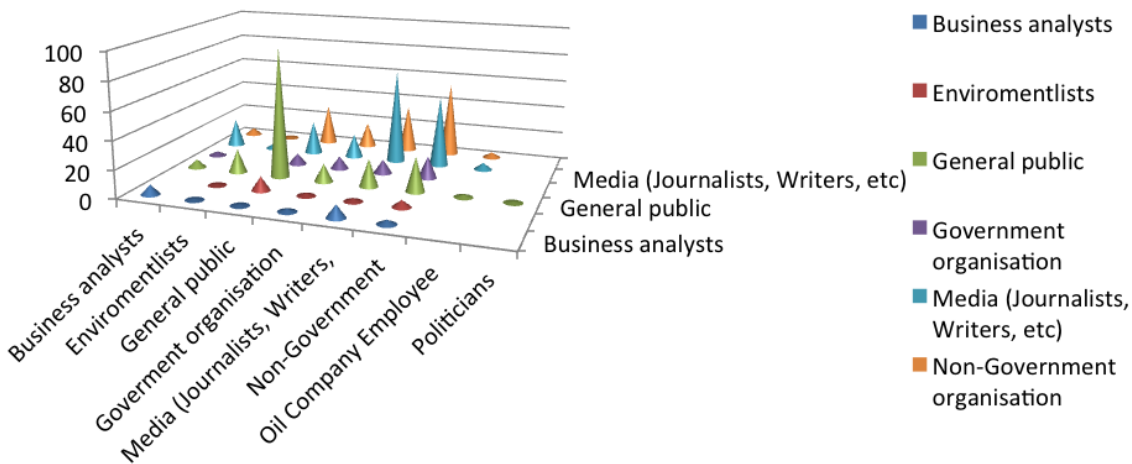 100
80
60
40
20
0
Business analysts
Enviromentlists
General public
Goverment organisation
Media (Journalists, Writers,
Non-Government
Oil Company Employee
Politicians
Media (Journalists, Writers, etc)
General public
Business analysts
Business analysts
Enviromentlists
General public
Government
organisation
Media (Journalists,
Writers, etc)
Non-Government
organisation